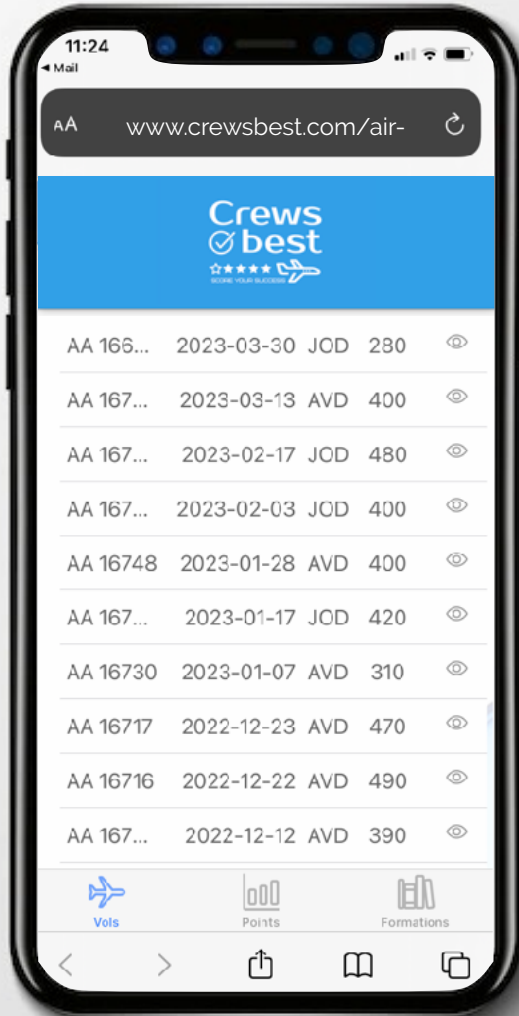 11:24
◄ Mail
AA www.crewsbest.com/air-
Crews
best
SCORE YOUR SUCCESS
AA 166... 2023-03-30 JOD 280
AA 167... 2023-03-13 AVD 400
AA 167... 2023-02-17 JOD 480
AA 167... 2023-02-03 JOD 400
AA 16748 2023-01-28 AVD 400
AA 167... 2023-01-17 JOD 420
AA 16730 2023-01-07 AVD 310
AA 16717 2022-12-23 AVD 470
AA 16716 2022-12-22 AVD 490
AA 167... 2022-12-12 AVD 390
Vols Points Formations